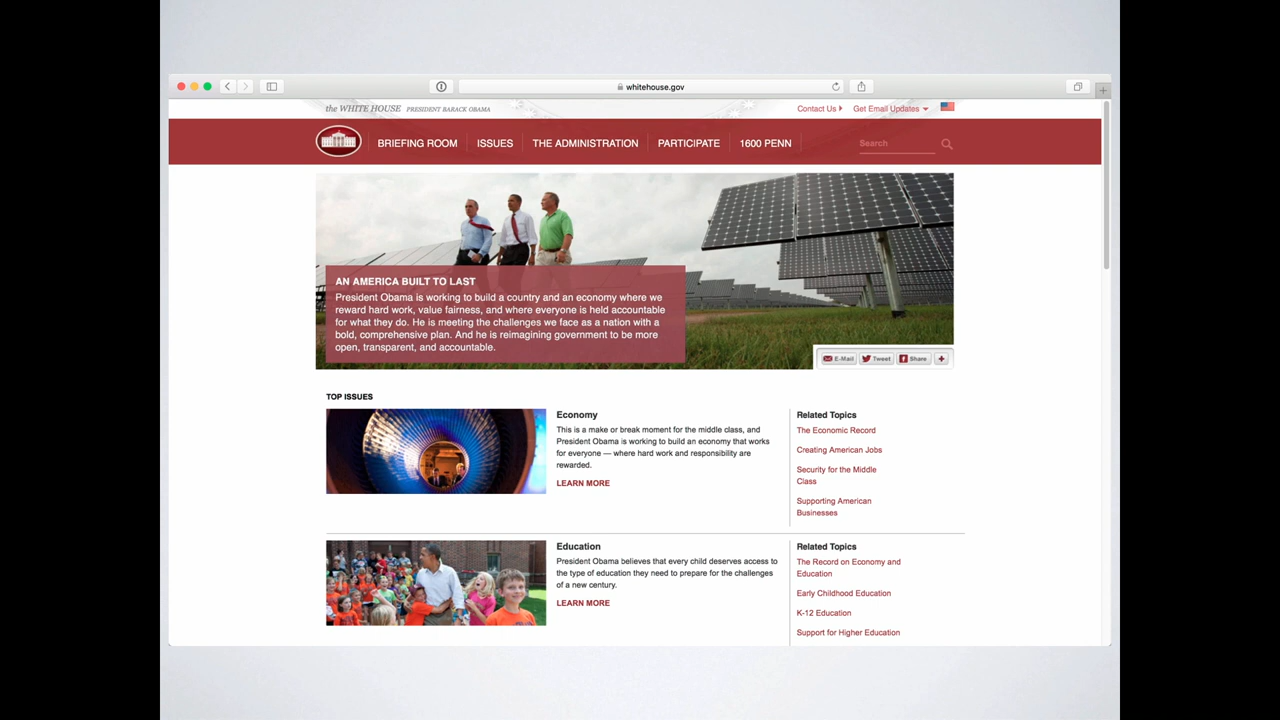 whitehouse.gov
the WHITE HOUSE PRESIDENT BARACK OBAMA
Contact Us
Get Email Updates
BRIEFING ROOM
ISSUES
THE ADMINISTRATION
PARTICIPATE
1600 PENN
Search
AN AMERICA BUILT TO LAST
President Obama is working to build a country and an economy where we
reward hard work, value fairness, and where everyone is held accountable
for what they do. He is meeting the challenges we face as a nation with a
bold, comprehensive plan. And he is reimagining government to be more
open, transparent, and accountable.
E-Mail
Tweet
Share
TOP ISSUES
Economy
This is a make or break moment for the middle class, and
President Obama is working to build an economy that works
for everyone — where hard work and responsibility are
rewarded.
LEARN MORE
Related Topics
The Economic Record
Creating American Jobs
Security for the Middle
Class
Supporting American
Businesses
Education
President Obama believes that every child deserves access to
the type of education they need to prepare for the challenges
of a new century.
LEARN MORE
Related Topics
The Record on Economy and
Education
Early Childhood Education
K-12 Education
Support for Higher Education